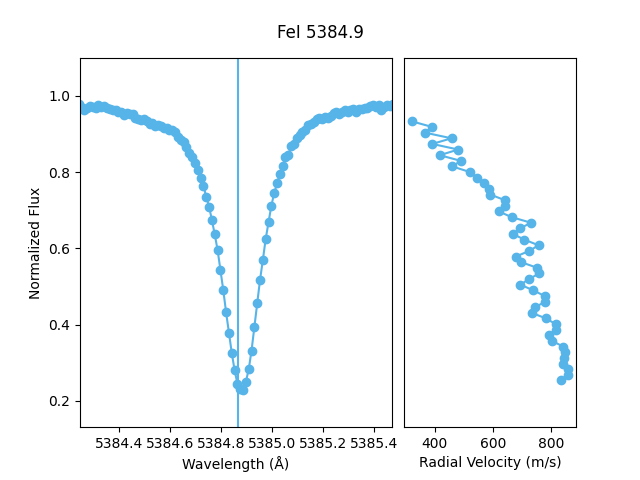 FeI 5384.9
Normalized Flux
1.0
0.8
0.6
0.4
0.2
5384.4 5384.6 5384.8 5385.0 5385.2 5385.4
Wavelength (Å)
400 600 800
Radial Velocity (m/s)